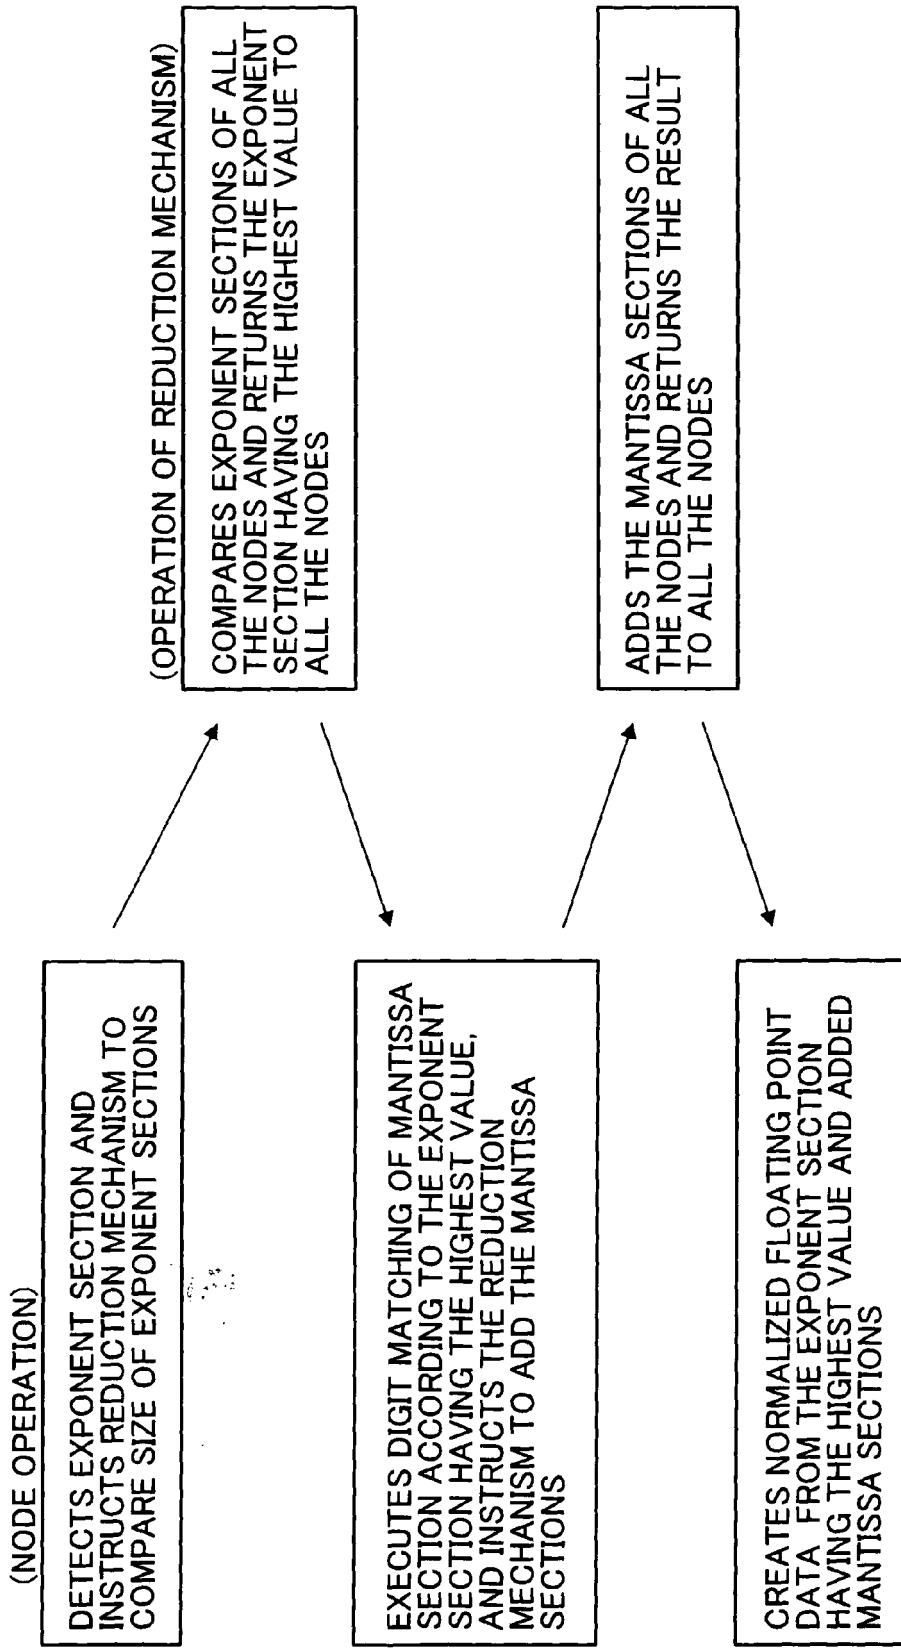 (NODE OPERATION)
DETECTS EXPONENT SECTION AND
INSTRUCTS REDUCTION MECHANISM TO
COMPARE SIZE OF EXPONENT SECTIONS
(OPERATION OF REDUCTION MECHANISM)
COMPARES EXPONENT SECTIONS OF ALL
THE NODES AND RETURNS THE EXPONENT
SECTION HAVING THE HIGHEST VALUE TO
ALL THE NODES
EXECUTES DIGIT MATCHING OF MANTISSA
SECTION ACCORDING TO THE EXPONENT
SECTION HAVING THE HIGHEST VALUE,
AND INSTRUCTS THE REDUCTION
MECHANISM TO ADD THE MANTISSA
SECTIONS
ADDS THE MANTISSA SECTIONS OF ALL
THE NODES AND RETURNS THE RESULT
TO ALL THE NODES
CREATES NORMALIZED FLOATING POINT
DATA FROM THE EXPONENT SECTION
HAVING THE HIGHEST VALUE AND ADDED
MANTISSA SECTIONS